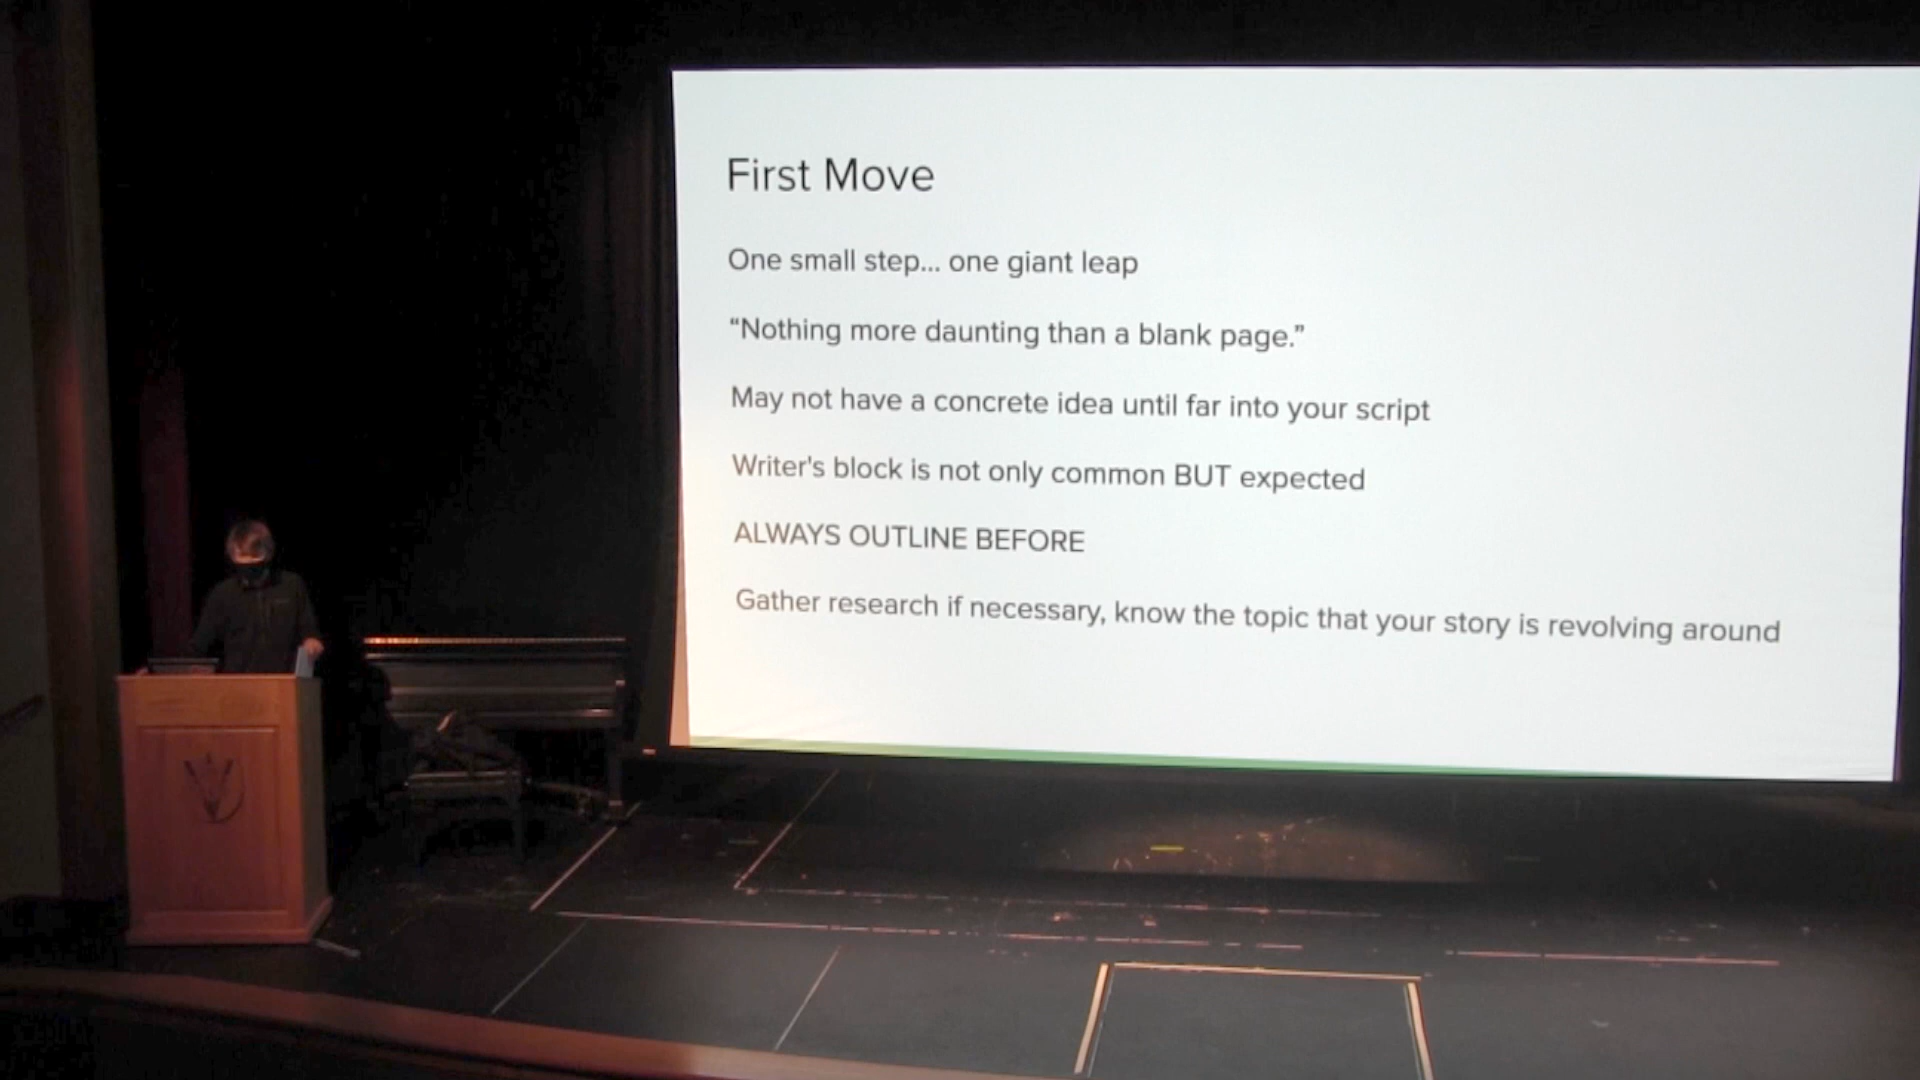 First Move
One small step... one giant leap
“Nothing more daunting than a blank page.”
May not have a concrete idea until far into your script
Writer's block is not only common BUT expected
ALWAYS OUTLINE BEFORE
Gather research if necessary, know the topic that your story is revolving around